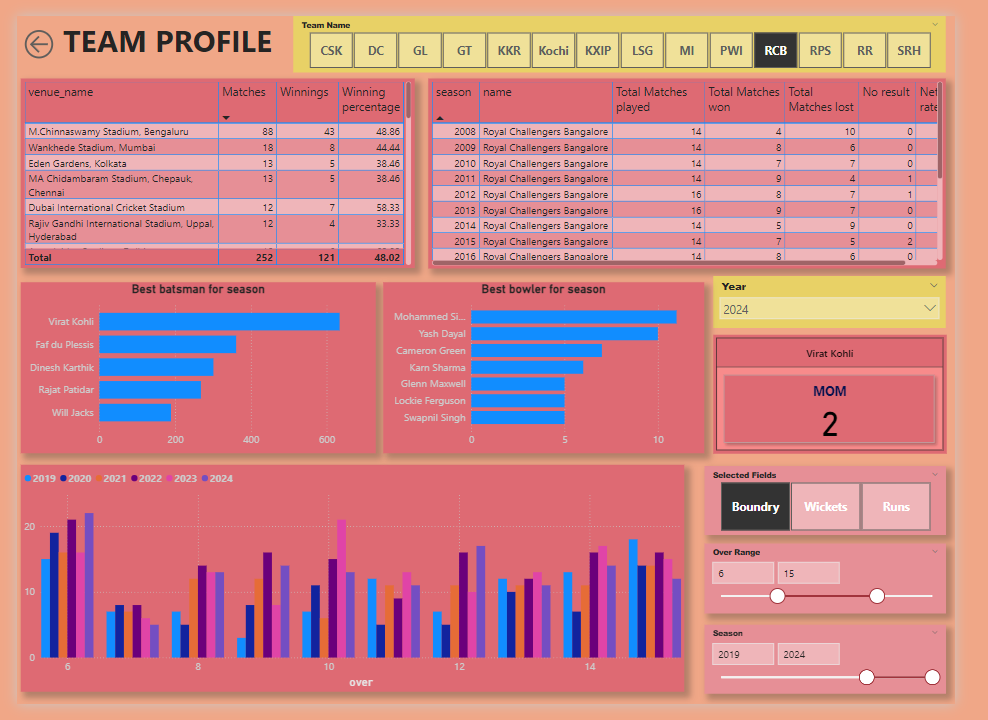 TEAM PROFILE
Team Name
CSK DC GL GT KKR Kochi KXIP LSG MI PWI RCB RPS RR SRH
venue_name Matches Winnings Winning percentage
M.Chinnaswamy Stadium, Bengaluru 88 43 48.86
Wankhede Stadium, Mumbai 18 8 44.44
Eden Gardens, Kolkata 13 5 38.46
MA Chidambaram Stadium, Chepauk, Chennai 13 5 38.46
Dubai International Cricket Stadium 12 7 58.33
Rajiv Gandhi International Stadium, Uppal, Hyderabad 12 4 33.33
Total 252 121 48.02
season name Total Matches played Total Matches won Total Matches lost No result Net rate
2008 Royal Challengers Bangalore 14 4 10 0
2009 Royal Challengers Bangalore 14 8 6 0
2010 Royal Challengers Bangalore 14 7 7 0
2011 Royal Challengers Bangalore 14 9 4 1
2012 Royal Challengers Bangalore 16 8 7 1
2013 Royal Challengers Bangalore 16 9 7 0
2014 Royal Challengers Bangalore 14 5 9 0
2015 Royal Challengers Bangalore 14 7 5 2
2016 Royal Challengers Bangalore 14 8 6 0
Best batsman for season
Virat Kohli
Faf du Plessis
Dinesh Karthik
Rajat Patidar
Will Jacks
0 200 400 600
Best bowler for season
Mohammed Si...
Yash Dayal
Cameron Green
Karn Sharma
Glenn Maxwell
Lockie Ferguson
Swapnil Singh
0 5 10
Year
2024
Virat Kohli
MOM
2
2019 2020 2021 2022 2023 2024
20
10
0
6 8 10 12 14
over
Selected Fields
Boundry Wickets Runs
Over Range
6 15
Season
2019 2024